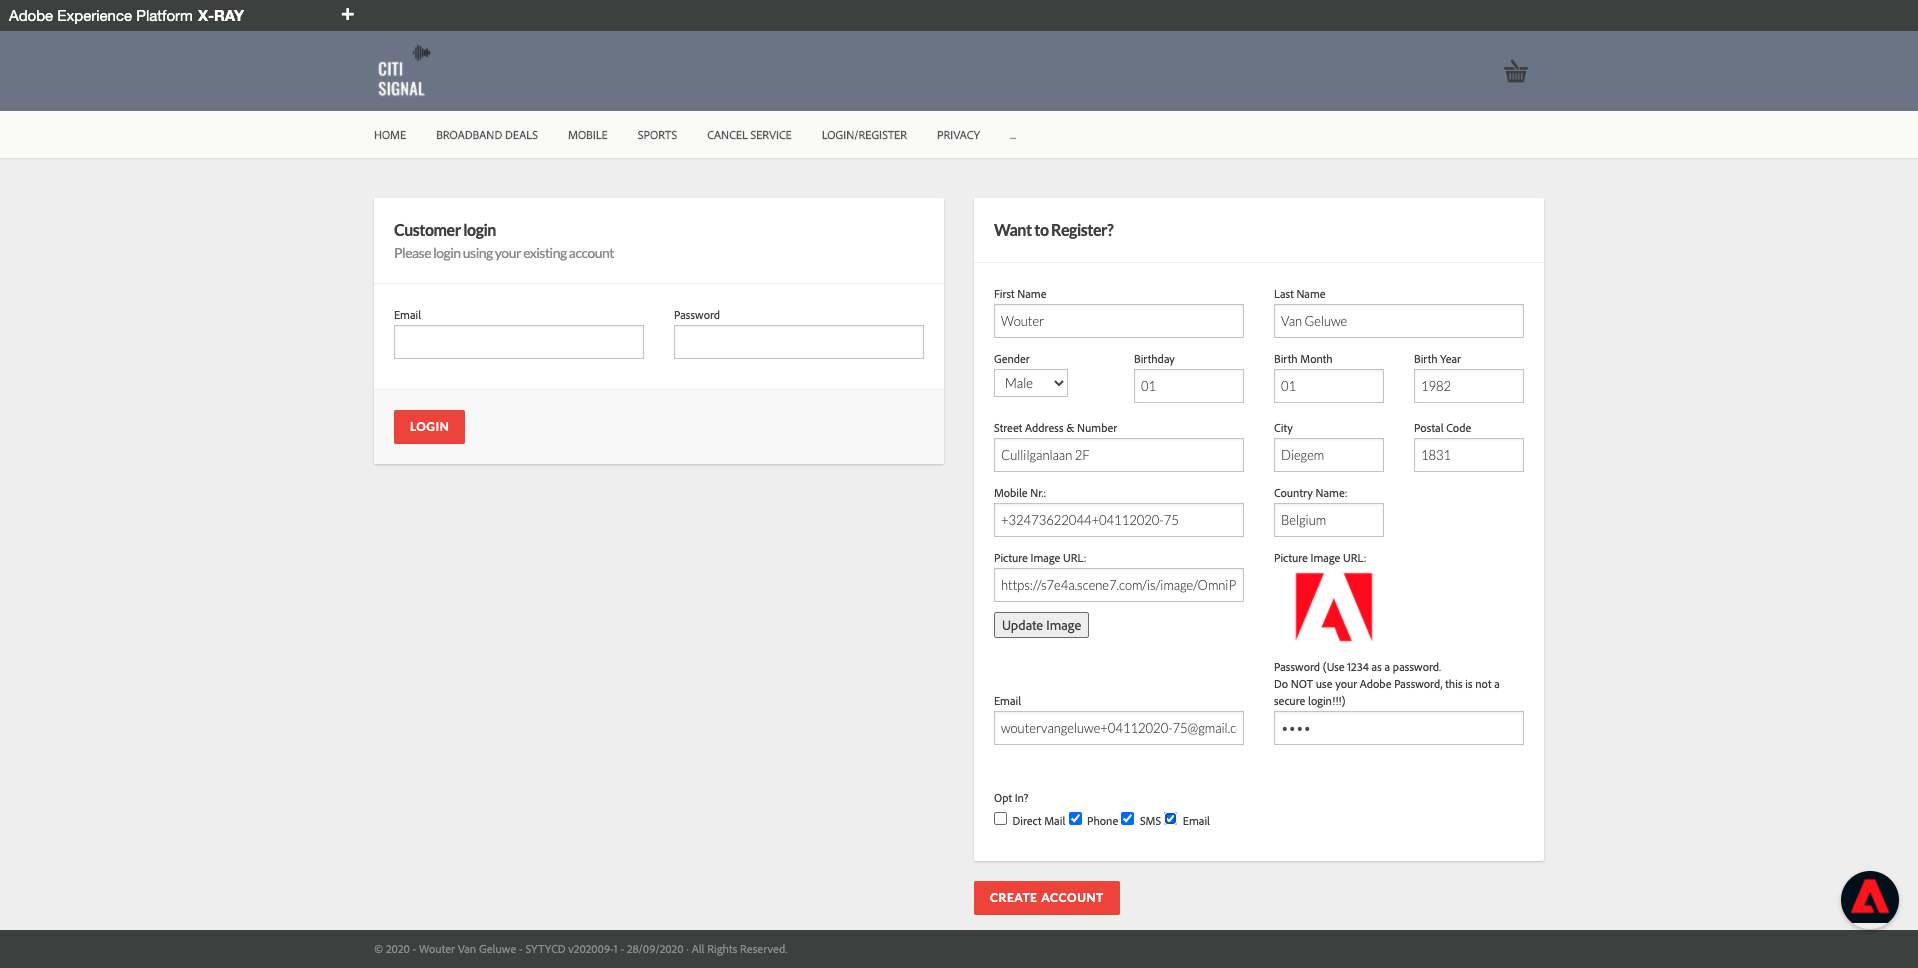 Adobe Experience Platform X-RAY
+
CITI
SIGNAL
HOME BROADBAND DEALS MOBILE SPORTS CANCEL SERVICE LOGIN/REGISTER PRIVACY ...
Customer login
Please login using your existing account
Email Password
LOGIN
Want to Register?
First Name Last Name
Wouter Van Geluwe
Gender Birthday Birth Month Birth Year
Male 01 01 1982
Street Address & Number City Postal Code
Cullilganlaan 2F Diegem 1831
Mobile Nr.: Country Name:
+32473622044+04112020-75 Belgium
Picture Image URL: Picture Image URL:
https://s7e4a.scene7.com/is/image/OmniP
Update Image
Password (Use 1234 as a password.
Do NOT use your Adobe Password, this is not a
secure login!!!)
Email
woutervangeluwe+04112020-75@gmail.c ••••
Opt In?
Direct Mail Phone SMS Email
CREATE ACCOUNT
© 2020 - Wouter Van Geluwe - SYTYCD v202009-1 - 28/09/2020 · All Rights Reserved.